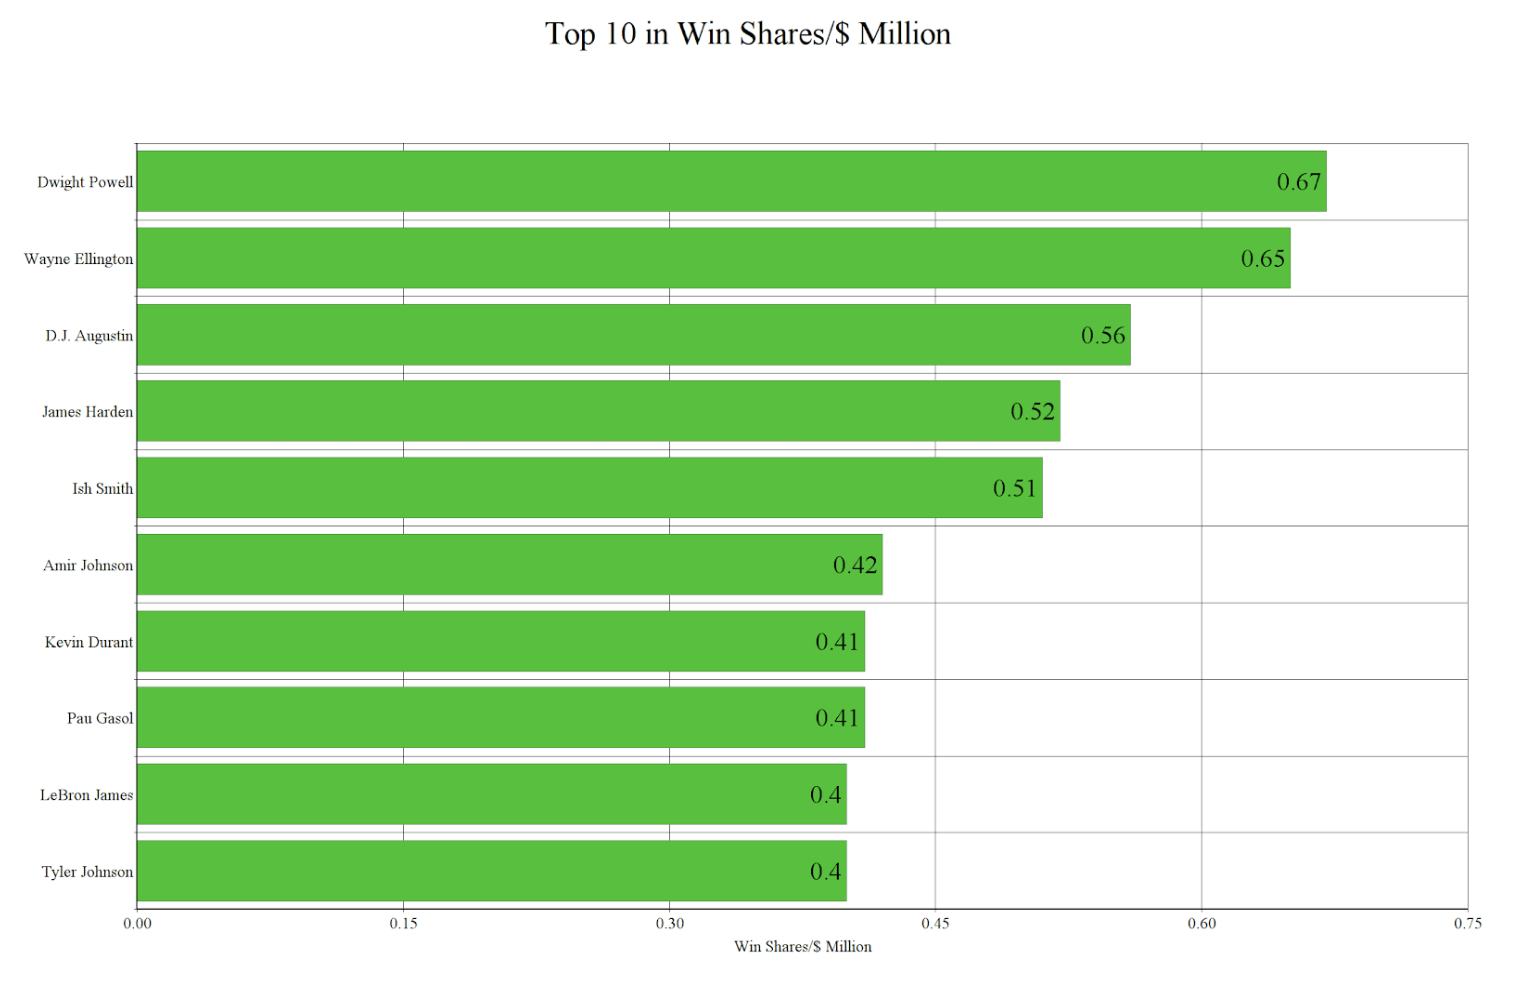 Top 10 in Win Shares/$ Million
Dwight Powell 0.67
Wayne Ellington 0.65
D.J. Augustin 0.56
James Harden 0.52
Ish Smith 0.51
Amir Johnson 0.42
Kevin Durant 0.41
Pau Gasol 0.41
LeBron James 0.4
Tyler Johnson 0.4
0.00 0.15 0.30 0.45 0.60 0.75
Win Shares/$ Million